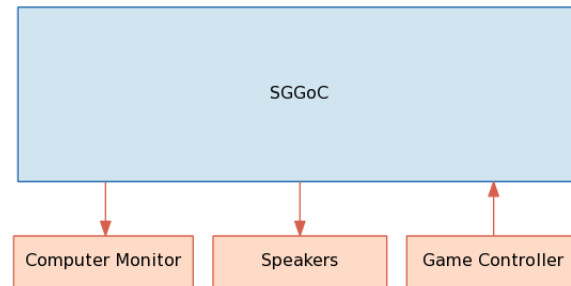 SGGoC
Computer Monitor
Speakers
Game Controller